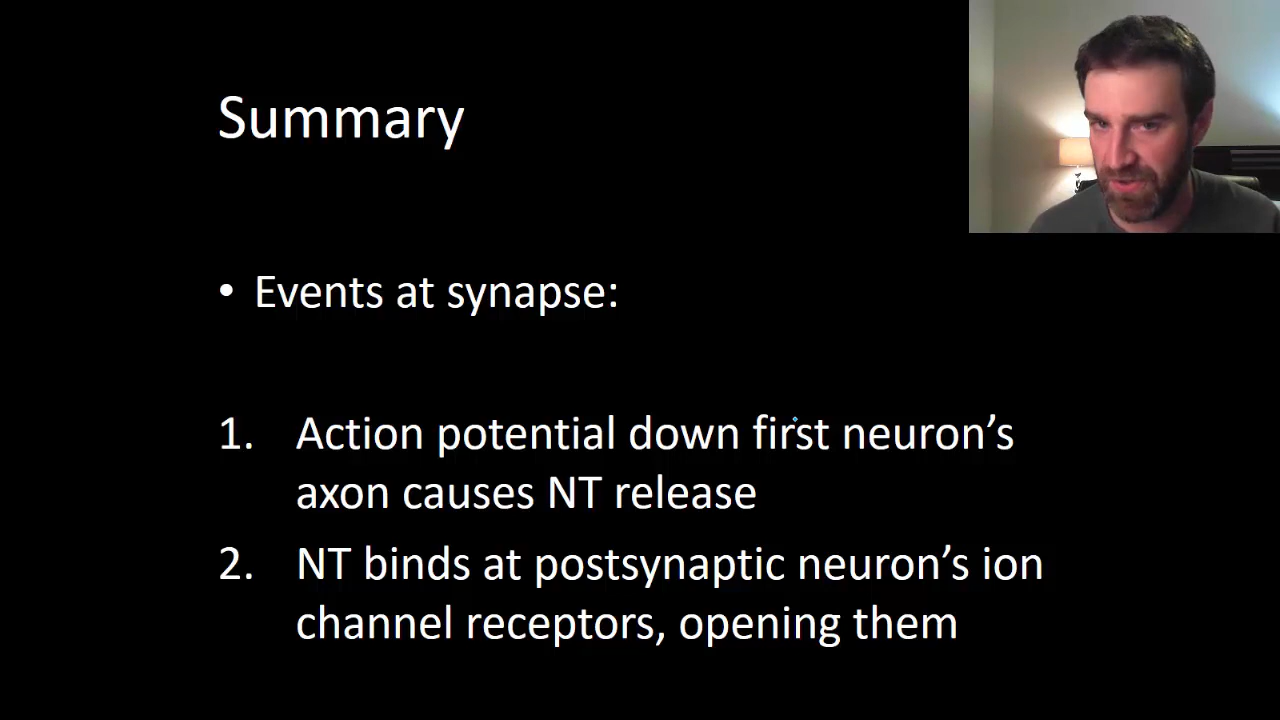 Summary
• Events at synapse:
1. Action potential down first neuron’s
axon causes NT release
2. NT binds at postsynaptic neuron’s ion
channel receptors, opening them